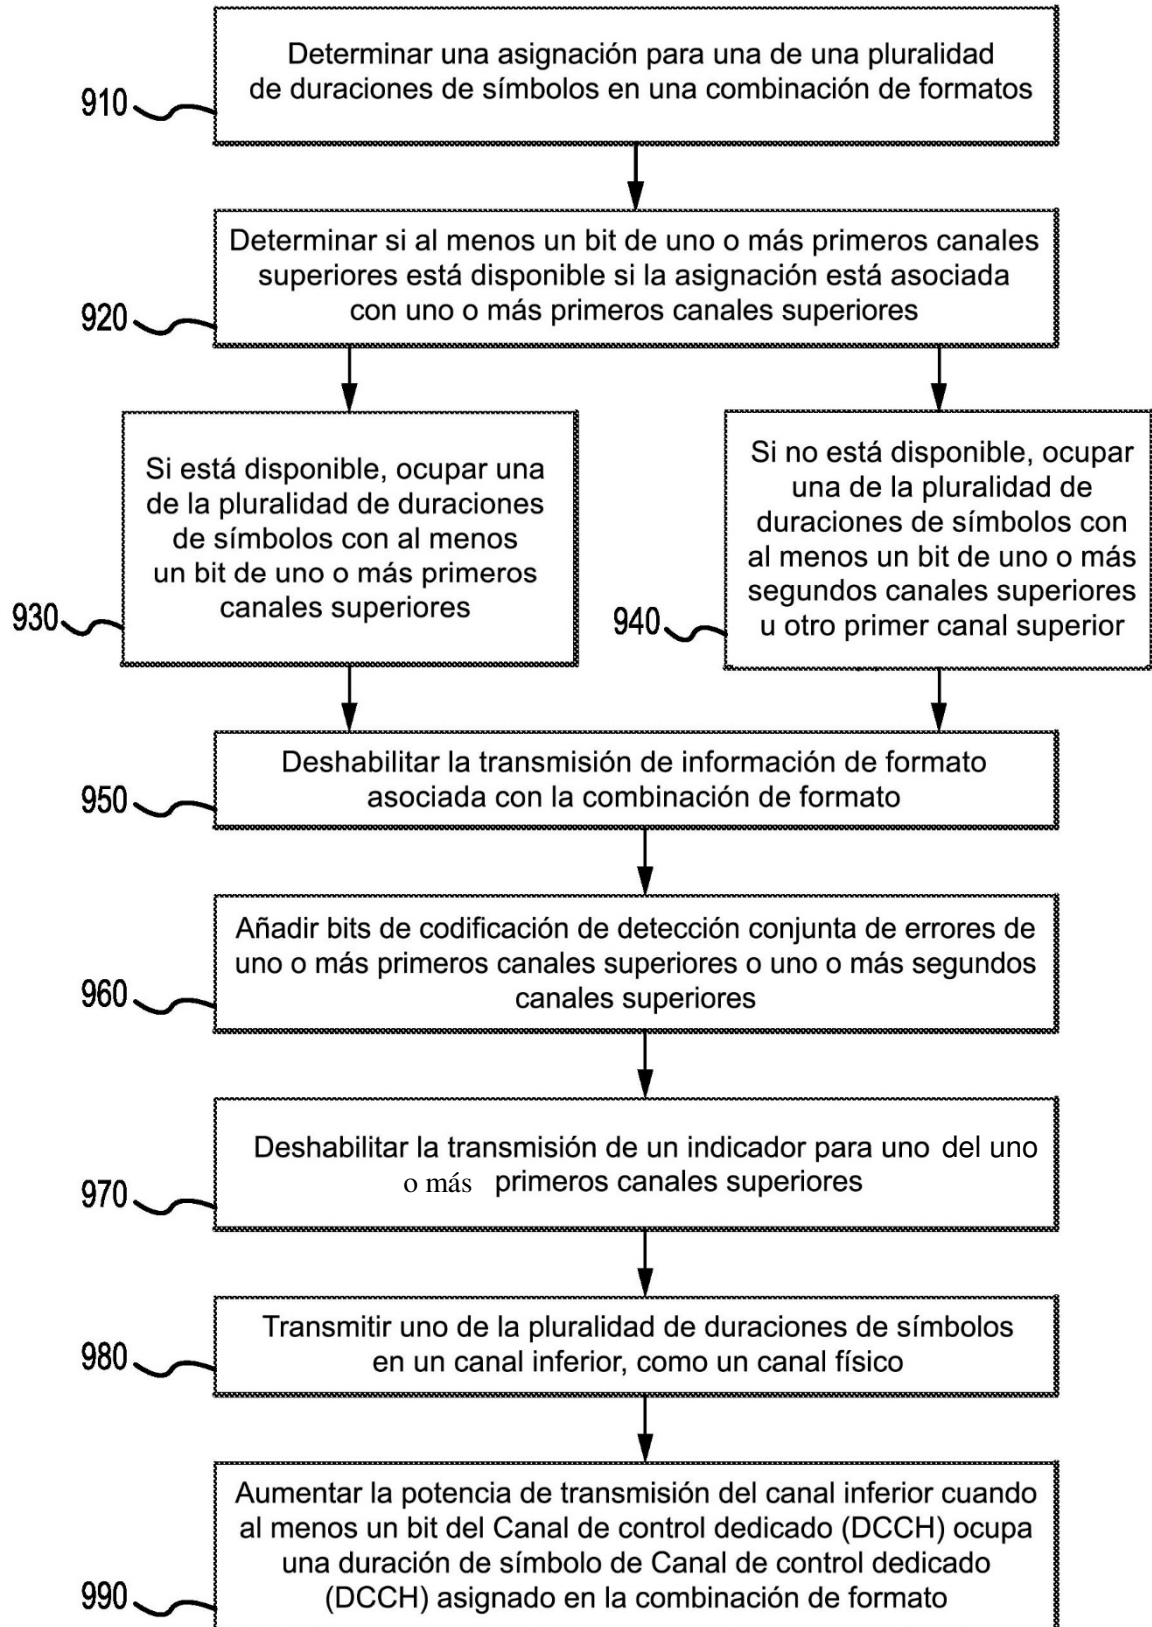 Determinar una asignación para una de una pluralidad
de duraciones de símbolos en una combinación de formatos
910
Determinar si al menos un bit de uno o más primeros canales
superiores está disponible si la asignación está asociada
con uno o más primeros canales superiores
920
Si está disponible, ocupar una
de la pluralidad de duraciones
de símbolos con al menos
un bit de uno o más primeros
canales superiores
930
Si no está disponible, ocupar
una de la pluralidad de
duraciones de símbolos con
al menos un bit de uno o más
segundos canales superiores
u otro primer canal superior
940
Deshabilitar la transmisión de información de formato
asociada con la combinación de formato
950
Añadir bits de codificación de detección conjunta de errores de
uno o más primeros canales superiores o uno o más segundos
canales superiores
960
Deshabilitar la transmisión de un indicador para uno del uno
o más primeros canales superiores
970
Transmitir uno de la pluralidad de duraciones de símbolos
en un canal inferior, como un canal físico
980
Aumentar la potencia de transmisión del canal inferior cuando
al menos un bit del Canal de control dedicado (DCCH) ocupa
una duración de símbolo de Canal de control dedicado
(DCCH) asignado en la combinación de formato
990